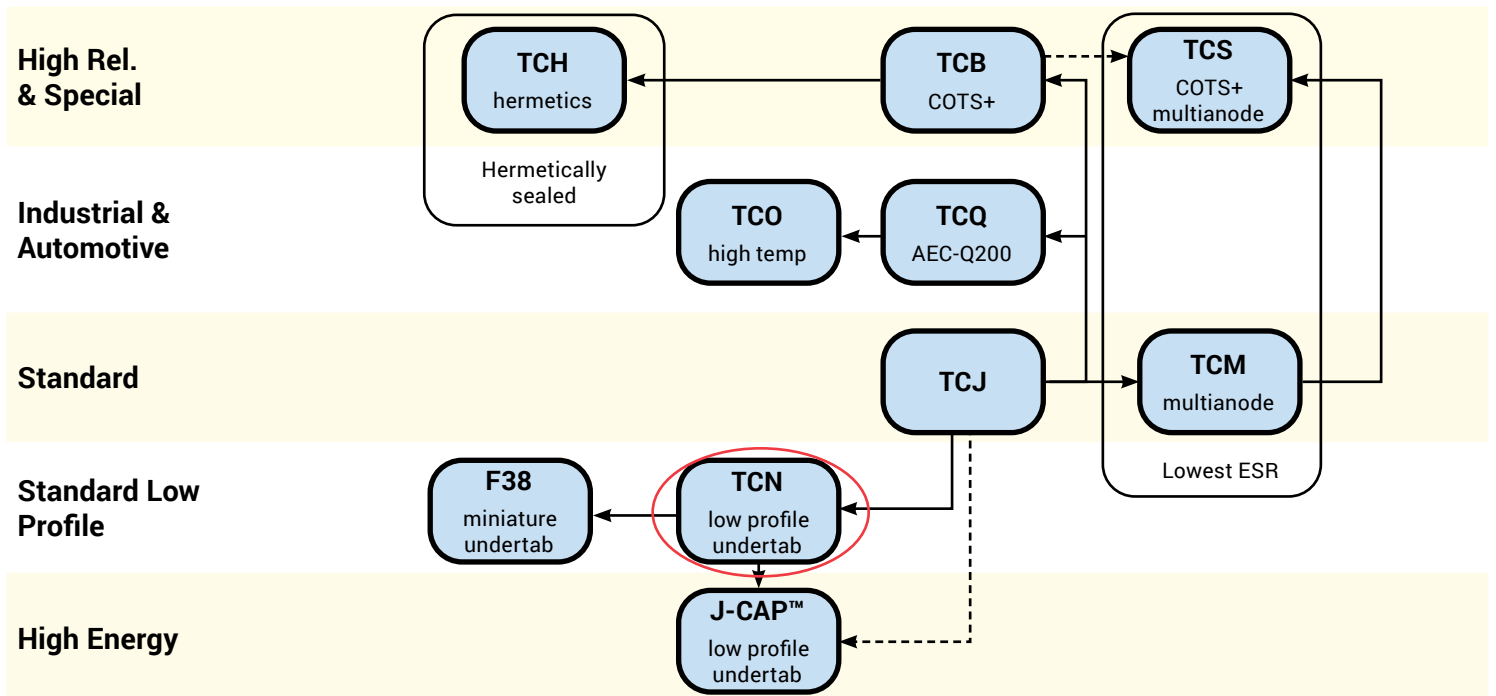 High Rel.
& Special
TCH
hermetics
TCB
COTS+
TCS
COTS+
multianode
Hermetically
sealed
Industrial &
Automotive
TCO
high temp
TCQ
AEC-Q200
Standard
TCJ
TCM
multianode
Lowest ESR
Standard Low
Profile
F38
miniature
undertab
TCN
low profile
undertab
High Energy
J-CAP™
low profile
undertab